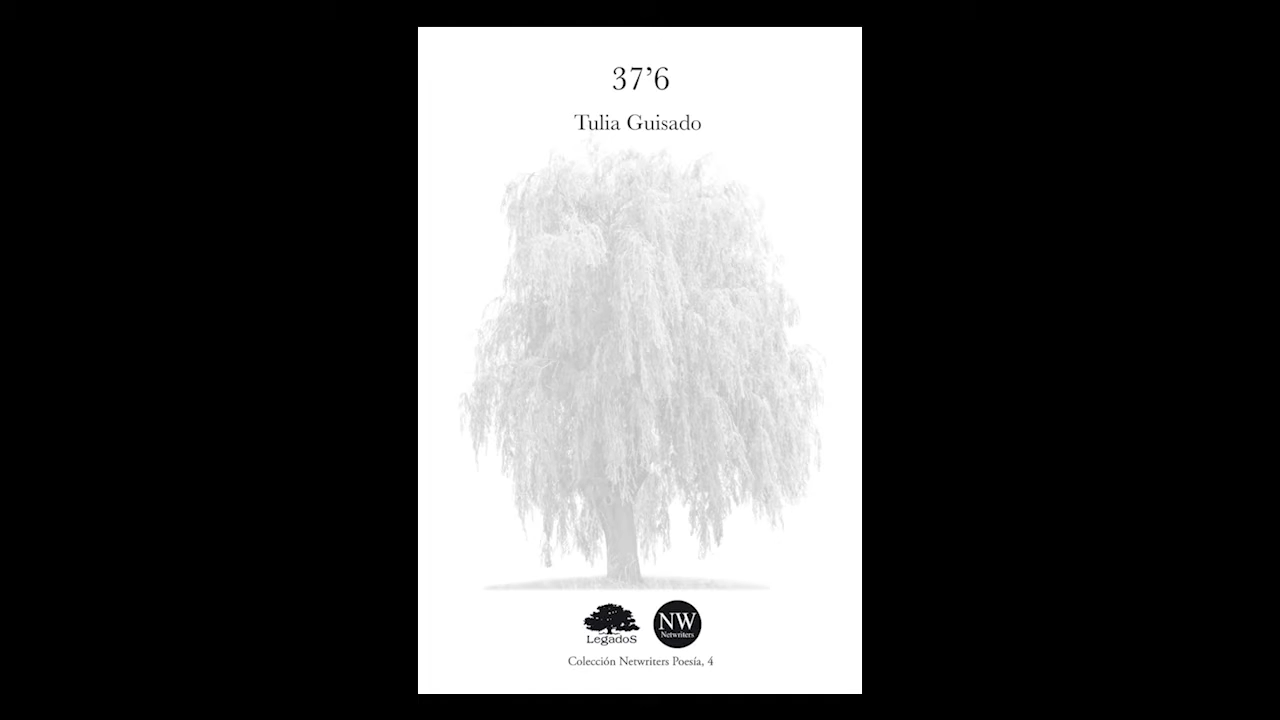 37’6
Tulia Guisado
LegadoS
NW
Netwriters
Colección Netwriters Poesía, 4